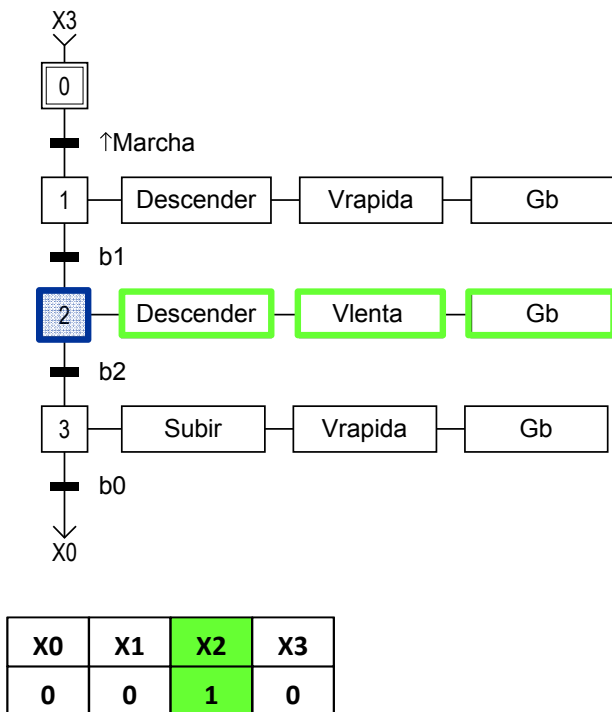 X3
0
↑Marcha
1 Descender Vrapida Gb
b1
2 Descender Vlenta Gb
b2
3 Subir Vrapida Gb
b0
X0
X0 X1 X2 X3
0 0 1 0